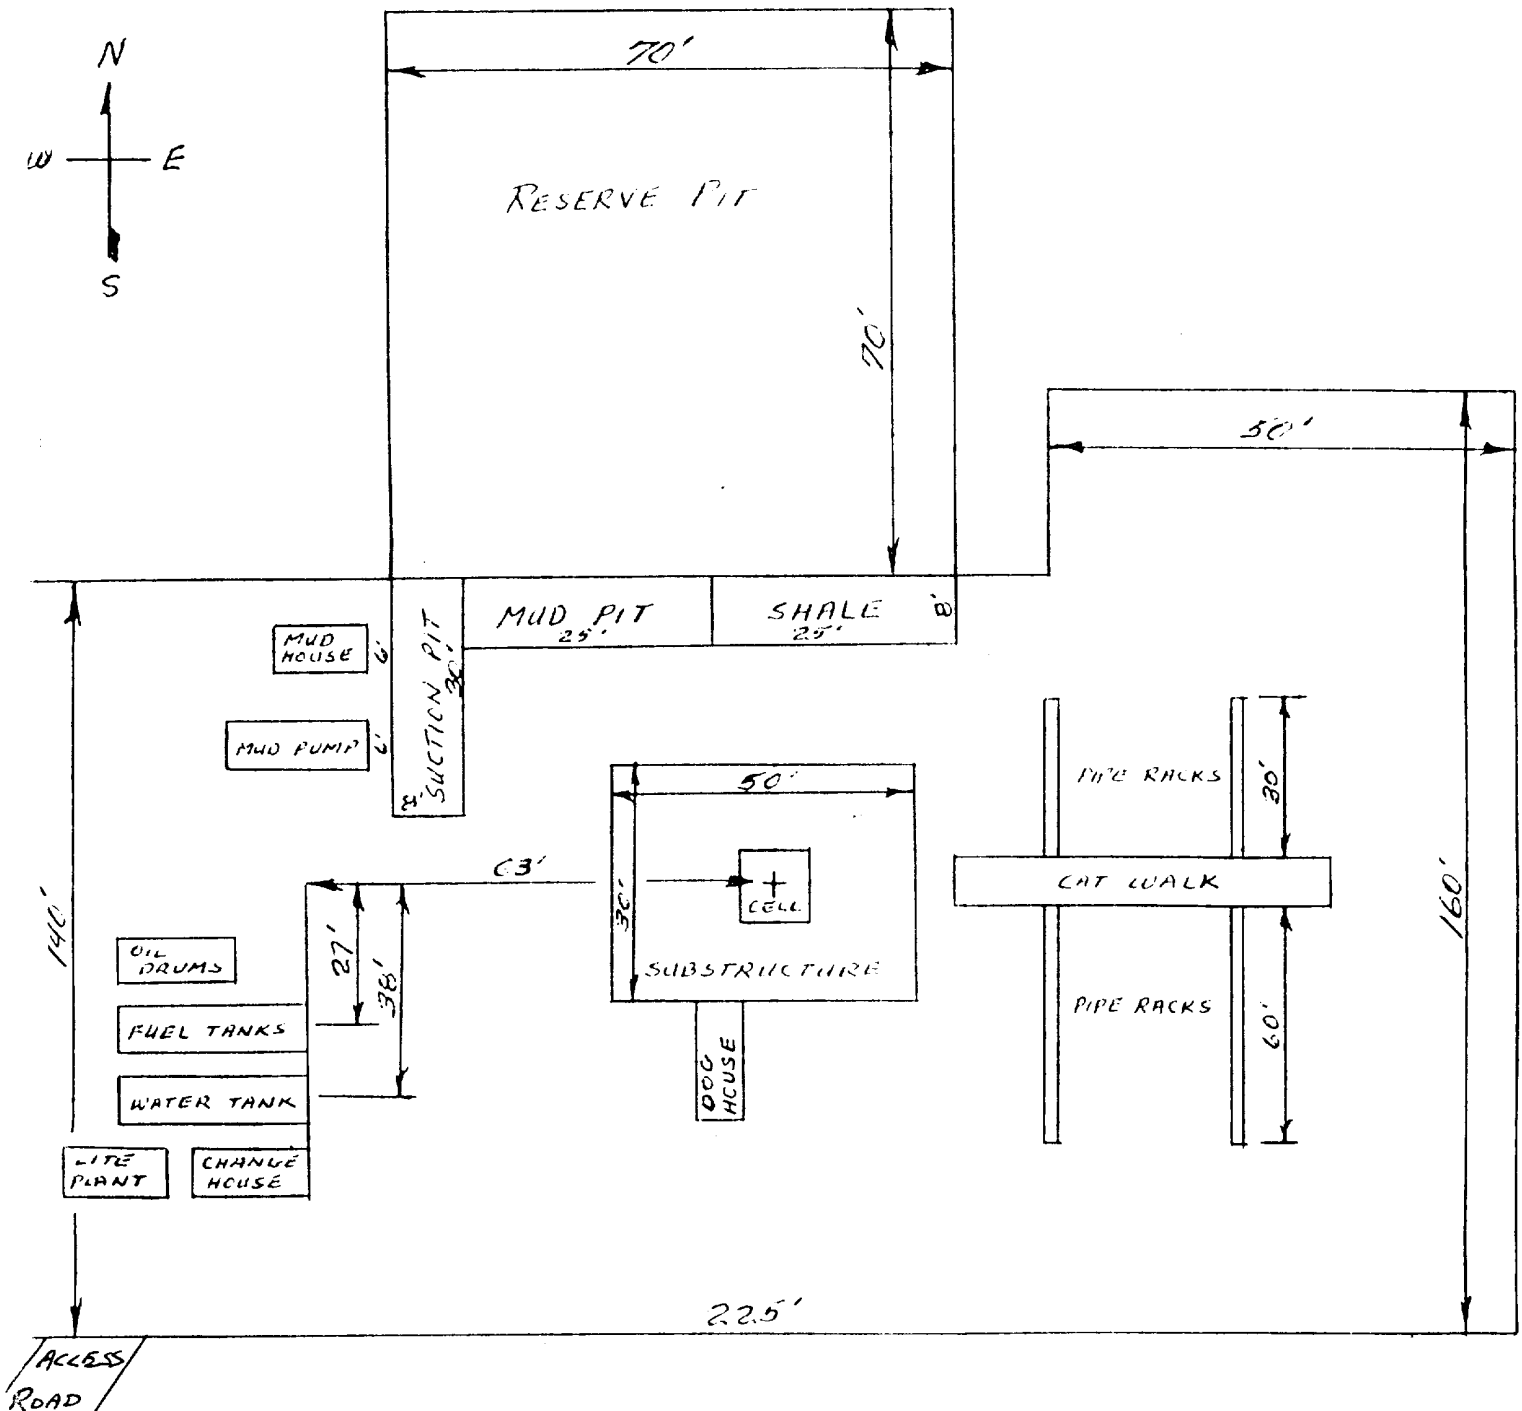 N
W E
S
70'
RESERVE PIT
70'
50'
MUD PIT
25'
SHALE
25'
8'
MUD
HOUSE
6'
SUCTION PIT
30'
8'
MUD PUMP
6'
140'
160'
50'
30'
CELL
SUBSTRUCTURE
63'
27'
38'
PIPE RACKS
30'
CAT WALK
PIPE RACKS
60'
OIL
DRUMS
FUEL TANKS
WATER TANK
LITE
PLANT
CHANGE
HOUSE
DOG
HOUSE
225'
ACCESS
ROAD